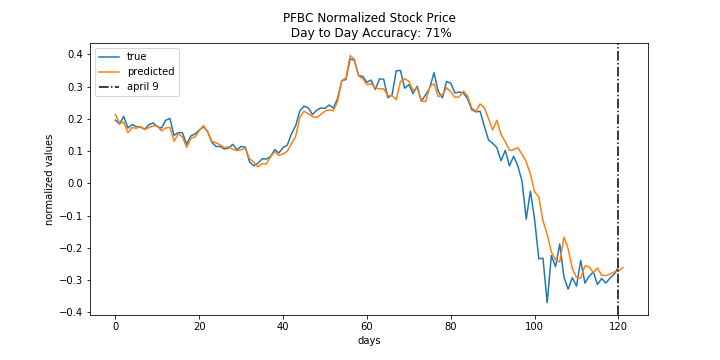 PFBC Normalized Stock Price
Day to Day Accuracy: 71%
true
predicted
april 9
normalized values
0.4
0.3
0.2
0.1
0.0
−0.1
−0.2
−0.3
−0.4
0
20
40
60
80
100
120
days